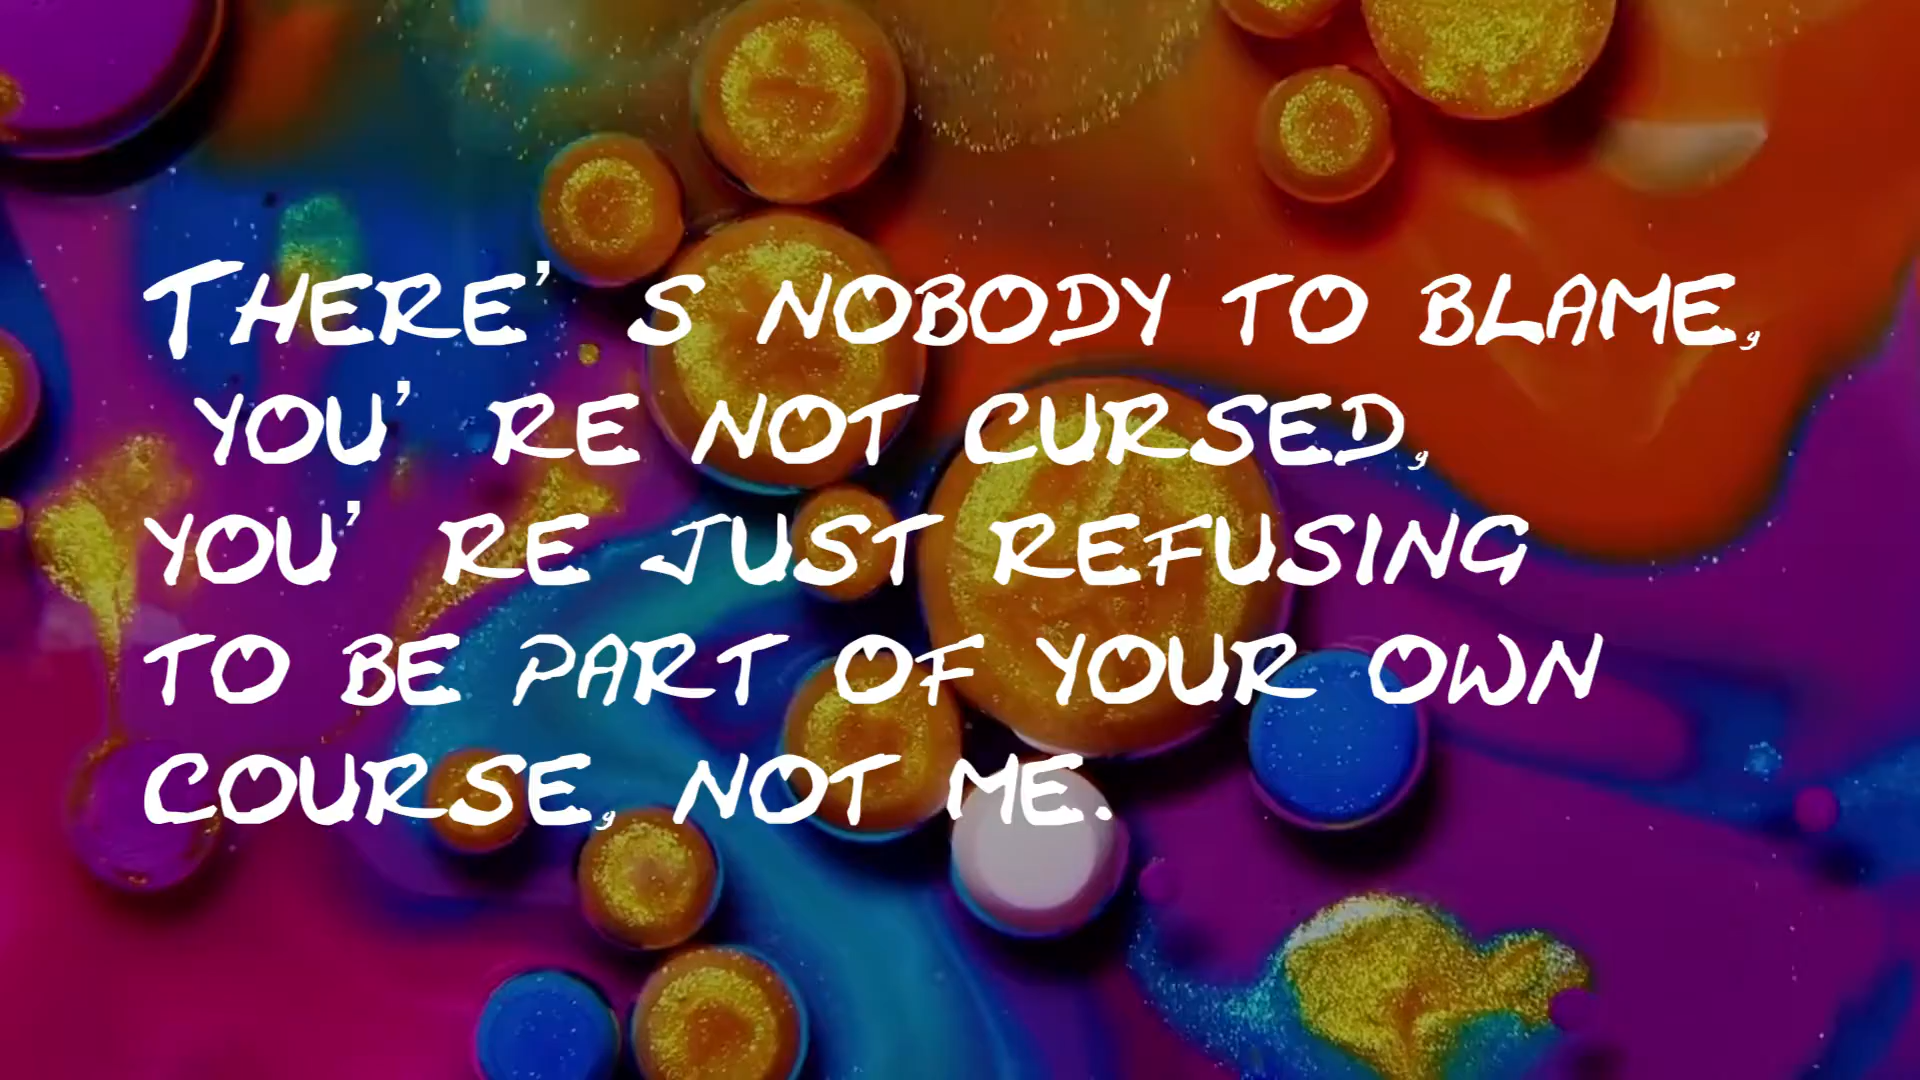 There's nobody to blame,
you're not cursed,
you're just refusing
to be part of your own
course, not me.